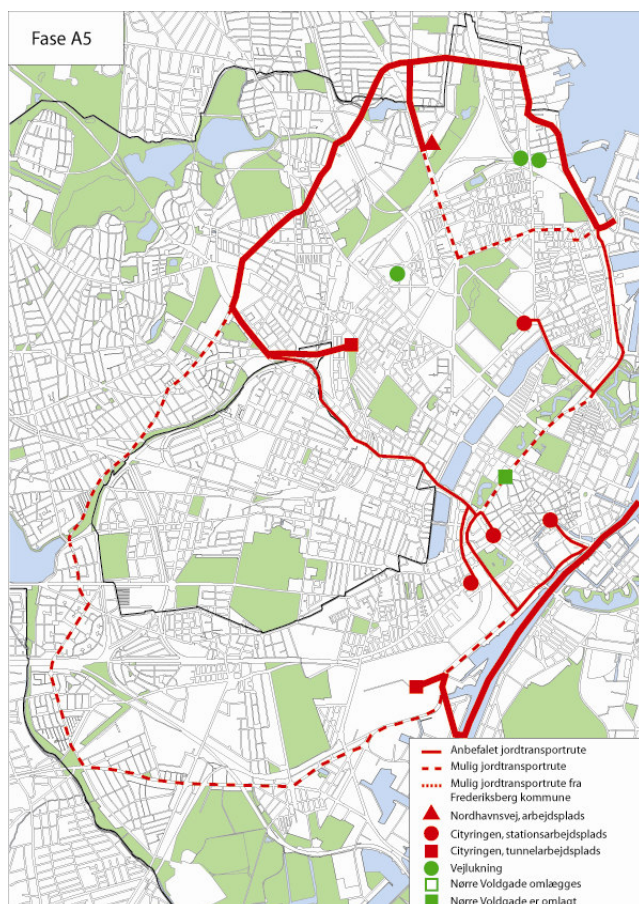 Fase A5
Anbefalet jordtransportrute
Mulig jordtransportrute
Mulig jordtransportrute fra
Frederiksberg kommune
Nordhavnsvej, arbejdsplads
Cityringen, stationsarbejdsplads
Cityringen, tunnelarbejdsplads
Vejlukning
Nørre Voldgade omlægges
Nørre Voldgade er omlagt